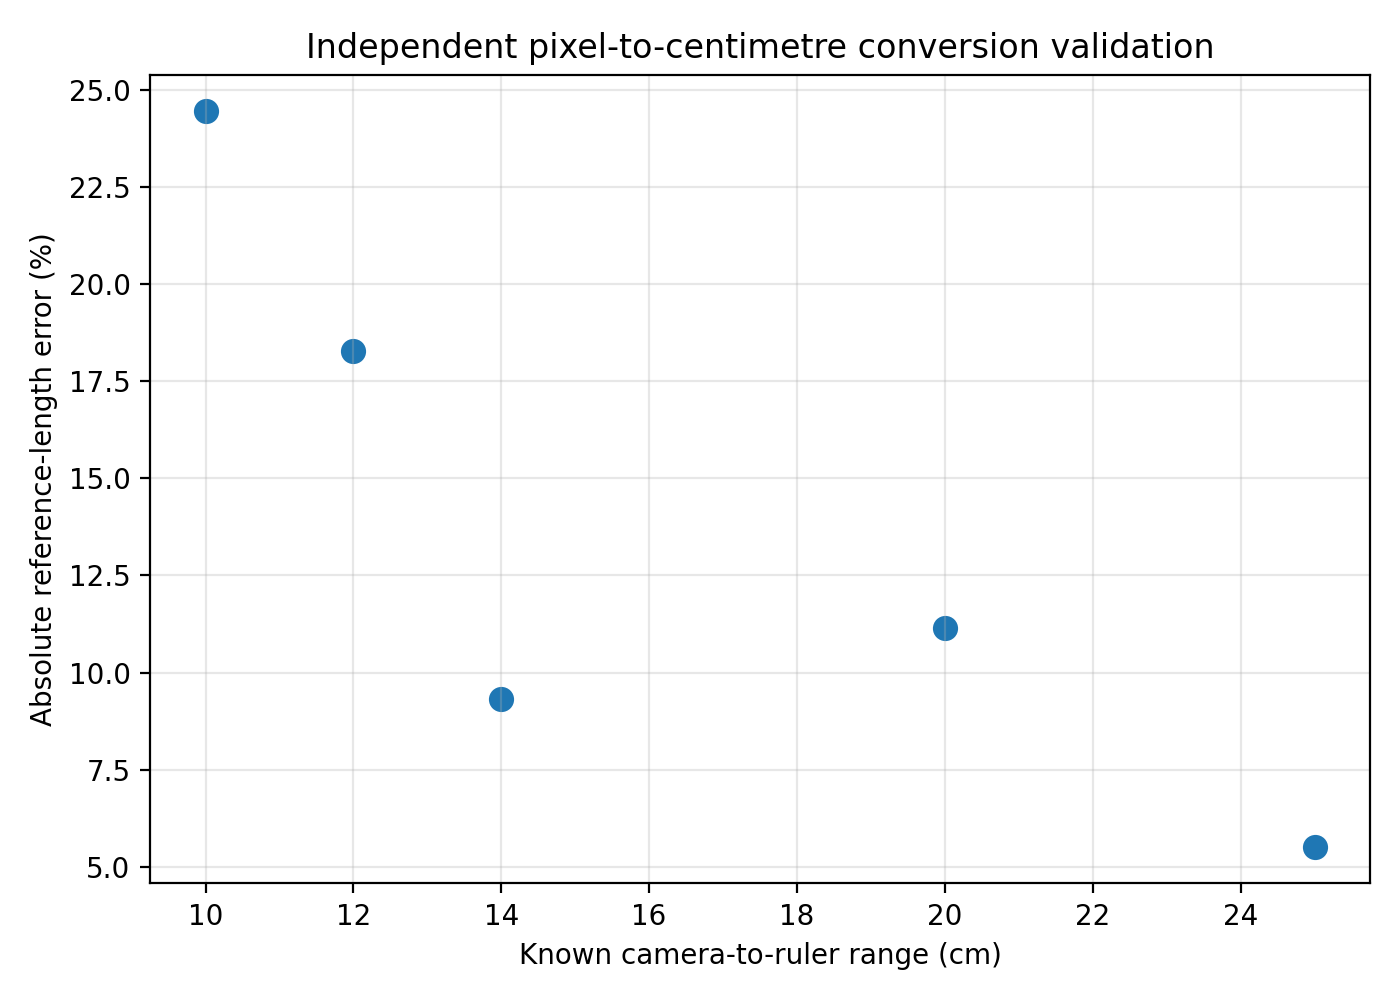 Independent pixel-to-centimetre conversion validation
Absolute reference-length error (%)
25.0
22.5
20.0
17.5
15.0
12.5
10.0
7.5
5.0
10 12 14 16 18 20 22 24
Known camera-to-ruler range (cm)